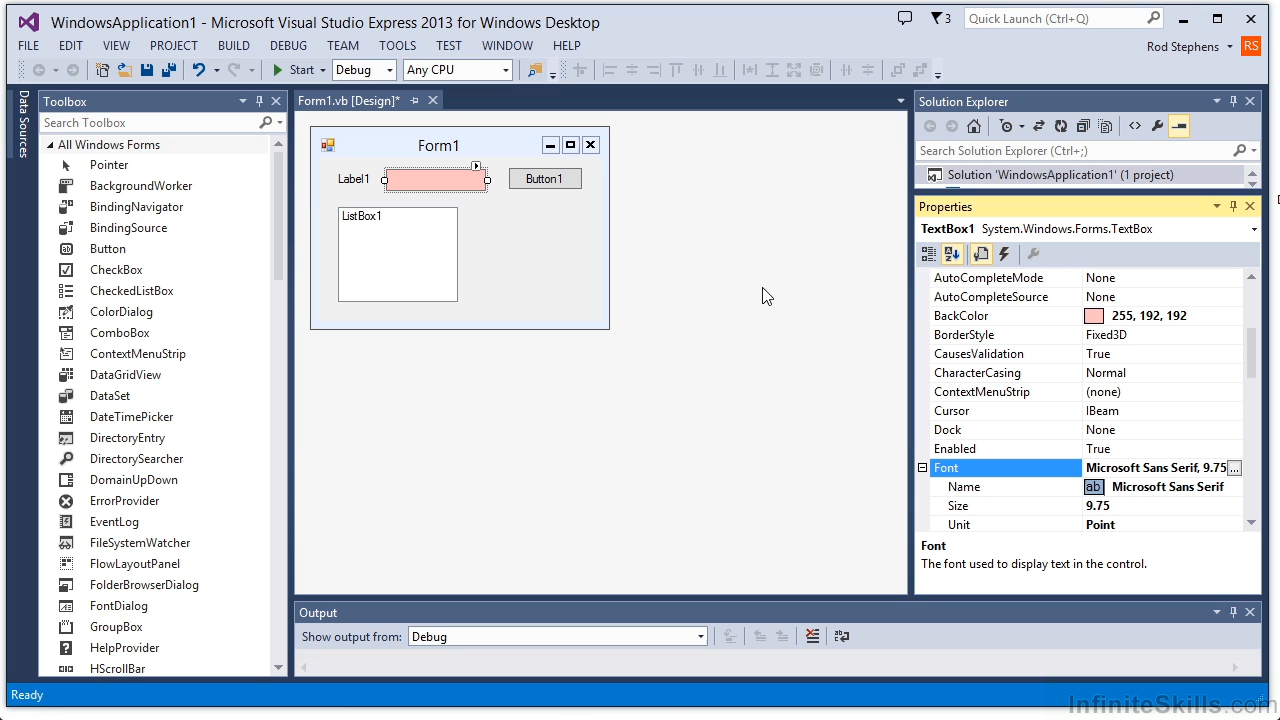 WindowsApplication1 - Microsoft Visual Studio Express 2013 for Windows Desktop
3
Quick Launch (Ctrl+Q)
FILE EDIT VIEW PROJECT BUILD DEBUG TEAM TOOLS TEST WINDOW HELP
Rod Stephens RS
Start Debug Any CPU
Data Sources
Toolbox
Search Toolbox
All Windows Forms
Pointer
BackgroundWorker
BindingNavigator
BindingSource
Button
CheckBox
CheckedListBox
ColorDialog
ComboBox
ContextMenuStrip
DataGridView
DataSet
DateTimePicker
DirectoryEntry
DirectorySearcher
DomainUpDown
ErrorProvider
EventLog
FileSystemWatcher
FlowLayoutPanel
FolderBrowserDialog
FontDialog
GroupBox
HelpProvider
HScrollBar
Form1.vb [Design]*
Form1
Label1
Button1
ListBox1
Solution Explorer
Search Solution Explorer (Ctrl+;)
Solution 'WindowsApplication1' (1 project)
Properties
TextBox1 System.Windows.Forms.TextBox
AutoCompleteMode None
AutoCompleteSource None
BackColor 255, 192, 192
BorderStyle Fixed3D
CausesValidation True
CharacterCasing Normal
ContextMenuStrip (none)
Cursor IBeam
Dock None
Enabled True
Font Microsoft Sans Serif, 9.75 ...
Name ab Microsoft Sans Serif
Size 9.75
Unit Point
Font
The font used to display text in the control.
Output
Show output from: Debug
Ready
InfiniteSkills.com